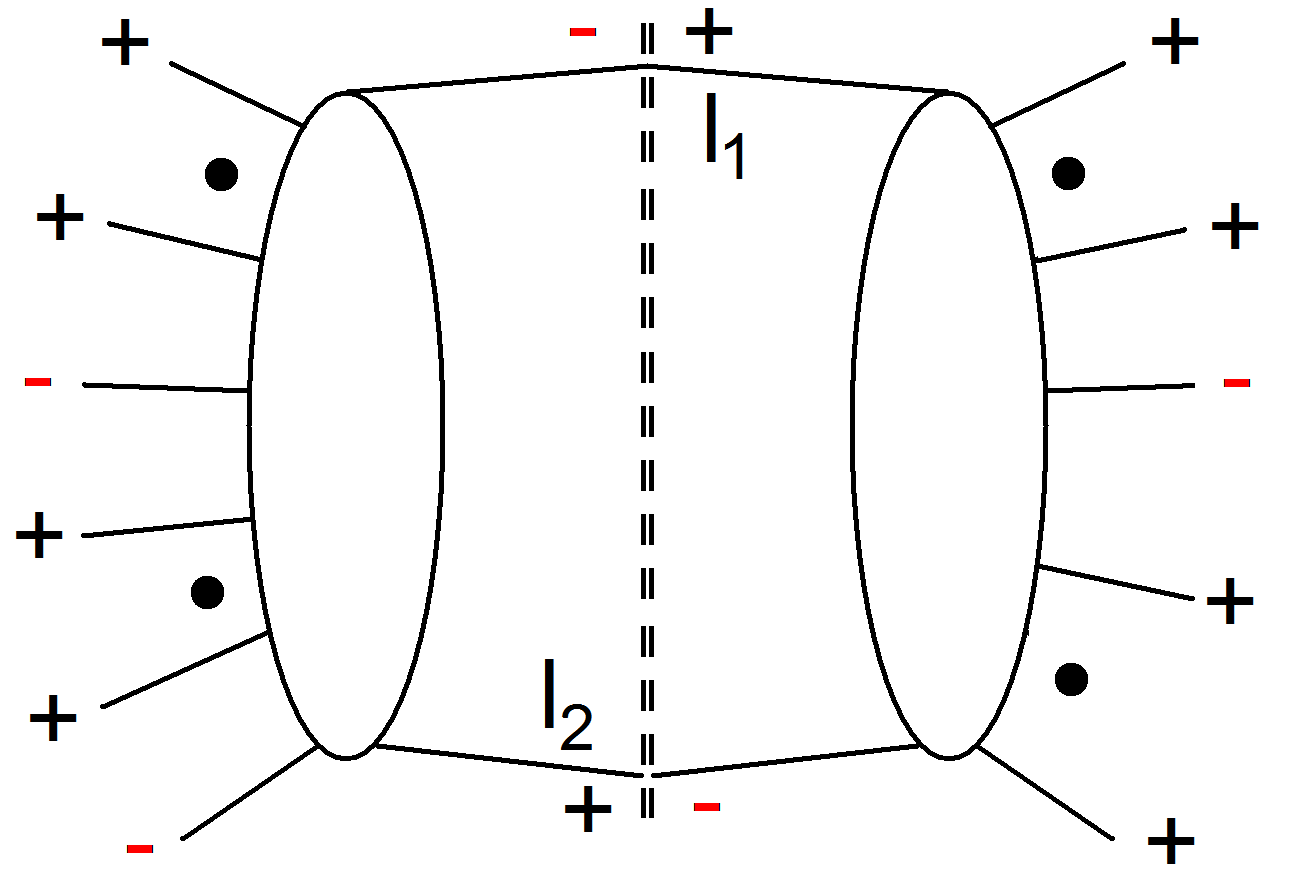 + - + +
l1
+ +
- -
+ +
+ l2
+ -
- +